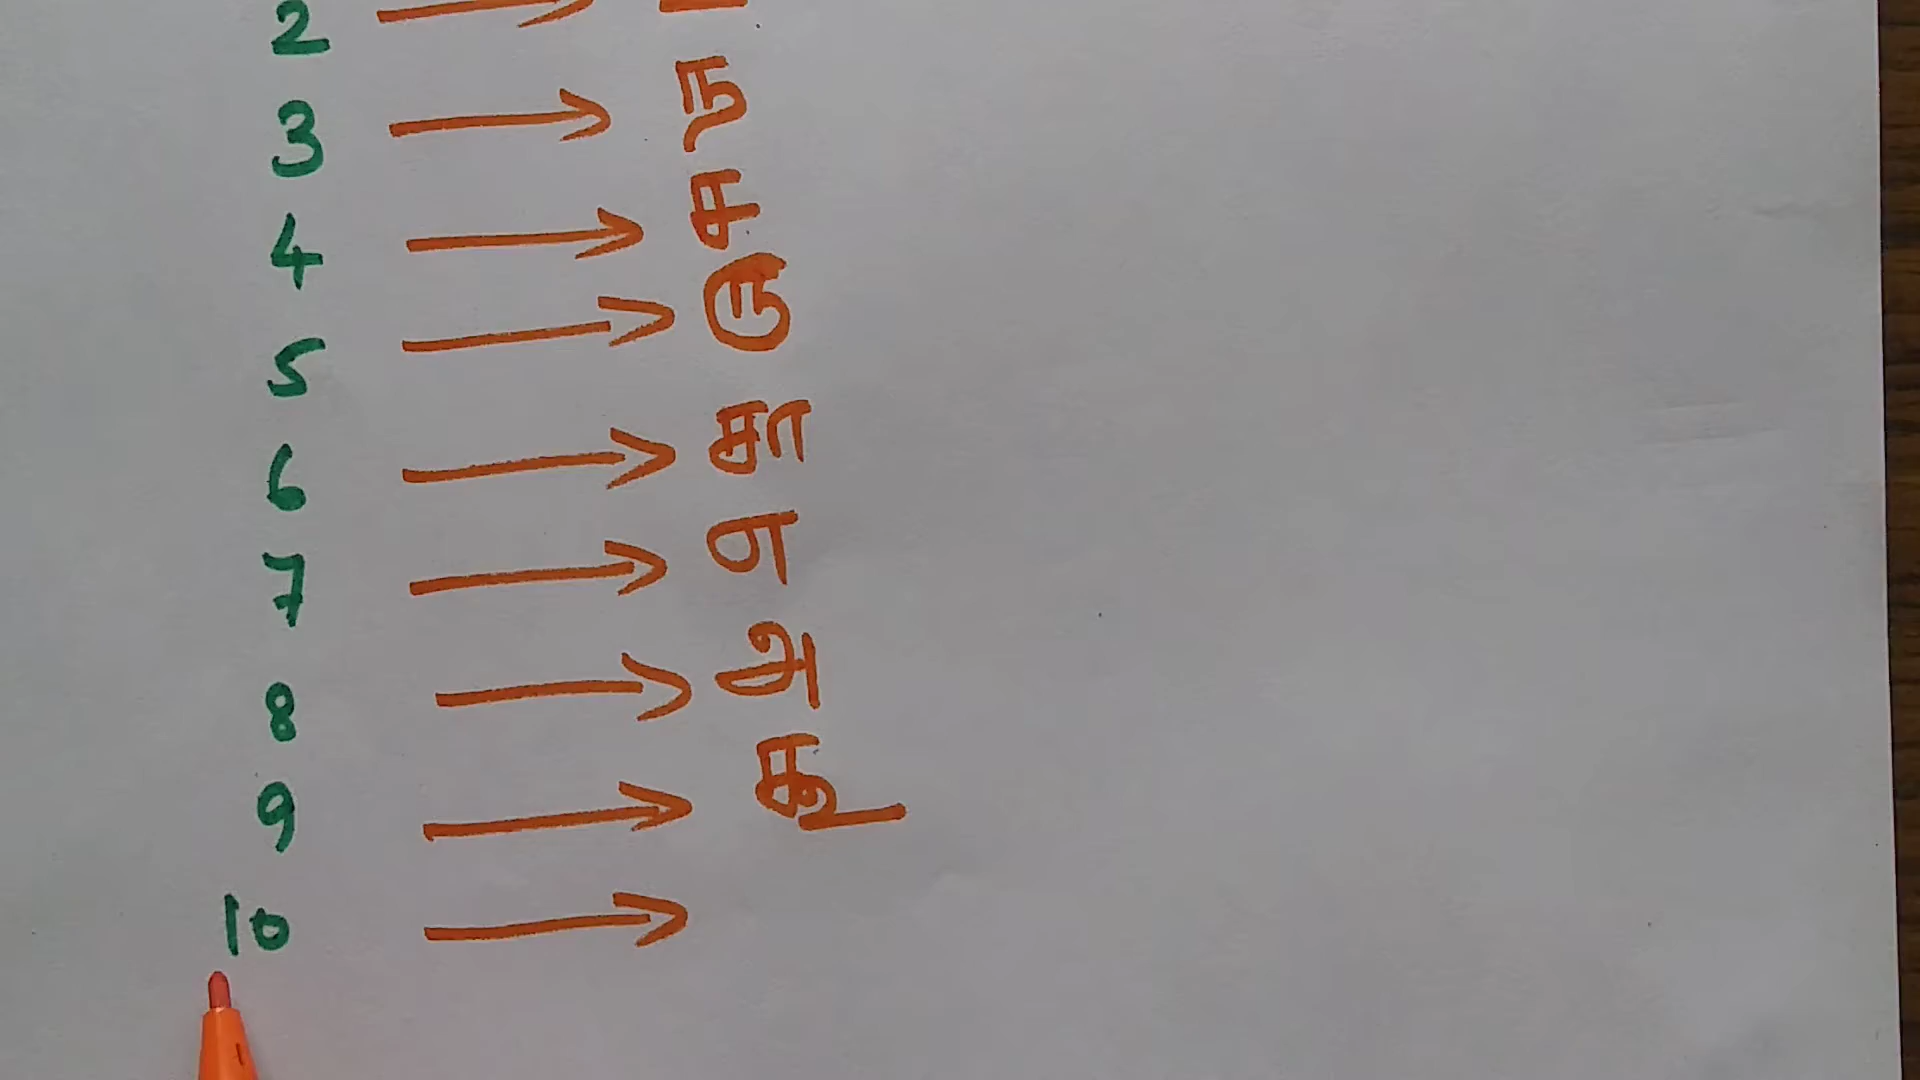 2 →
3 → ௩
4 → ௪
5 → ௫
6 → ௬
7 → ௭
8 → ௮
9 → ௯
10 →